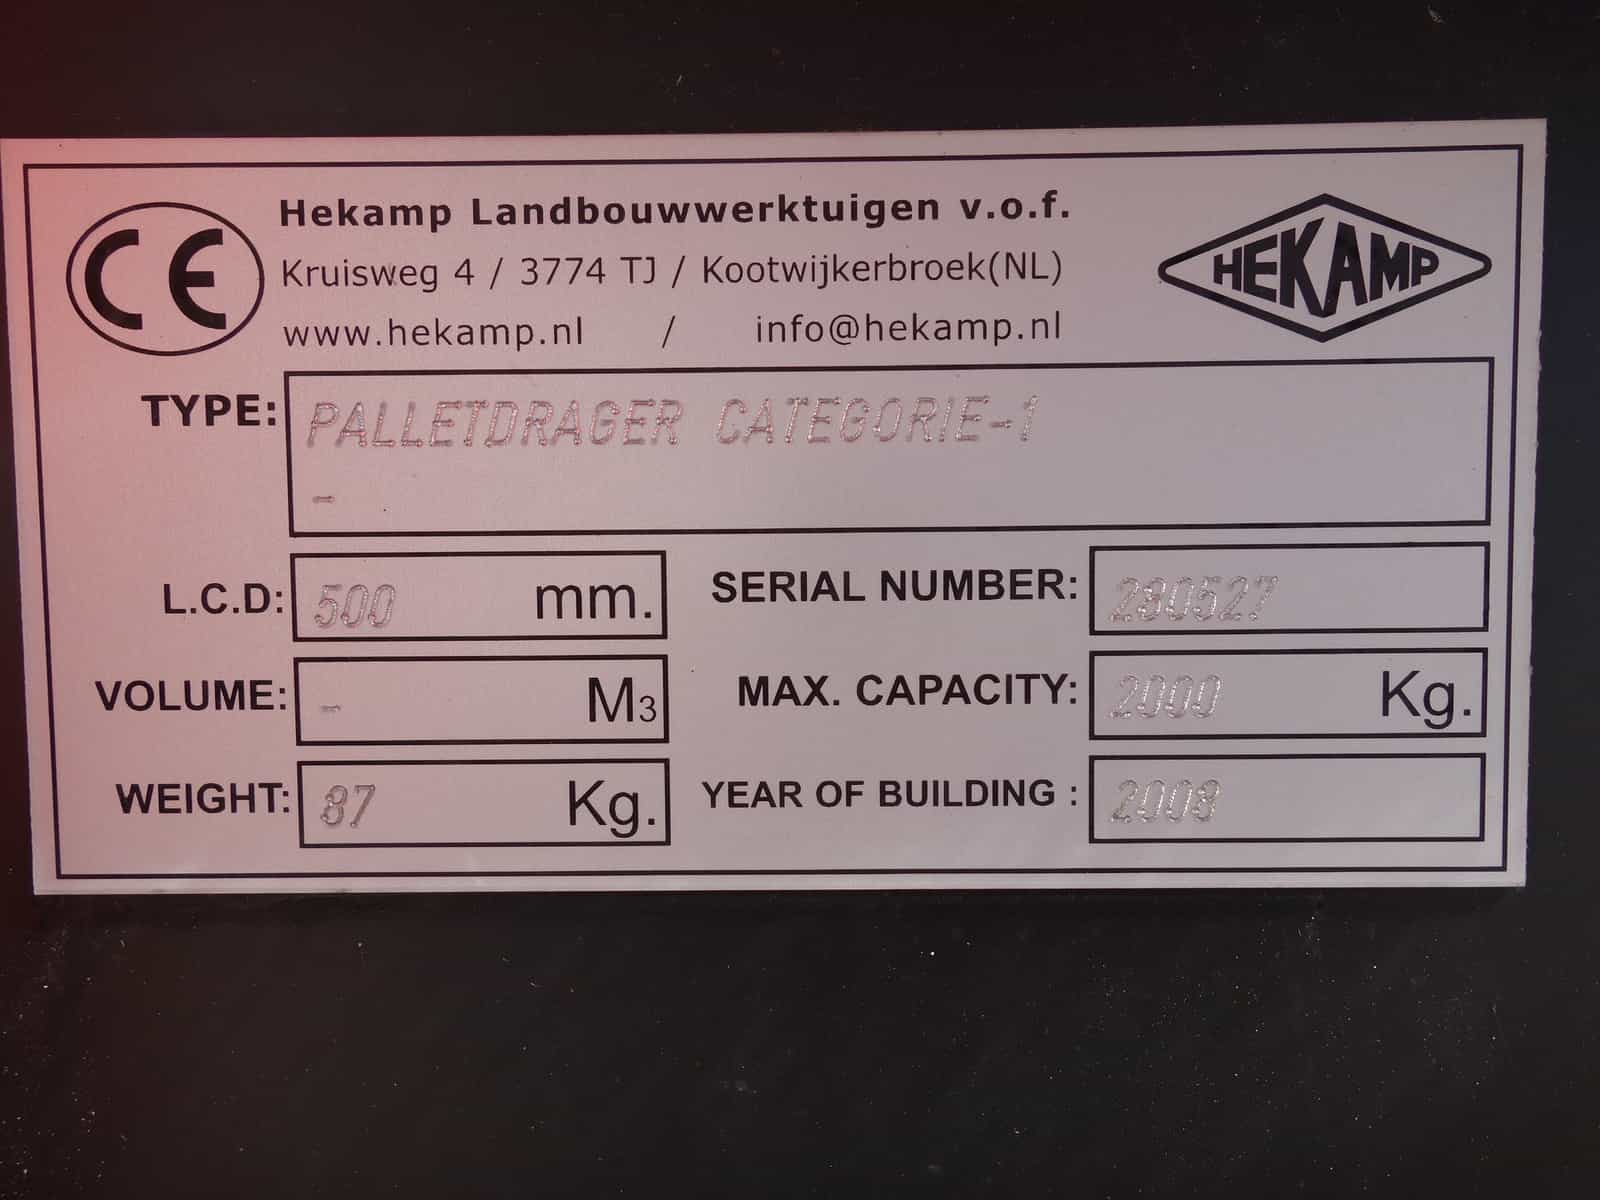 CE
Hekamp Landbouwwerktuigen v.o.f.
Kruisweg 4 / 3774 TJ / Kootwijkerbroek(NL)
www.hekamp.nl / info@hekamp.nl
HEKAMP
TYPE: PALLETDRAGER CATEGORIE-1
-
L.C.D: 500 mm. SERIAL NUMBER: 280527
VOLUME: - M3 MAX. CAPACITY: 2000 Kg.
WEIGHT: 87 Kg. YEAR OF BUILDING : 2008